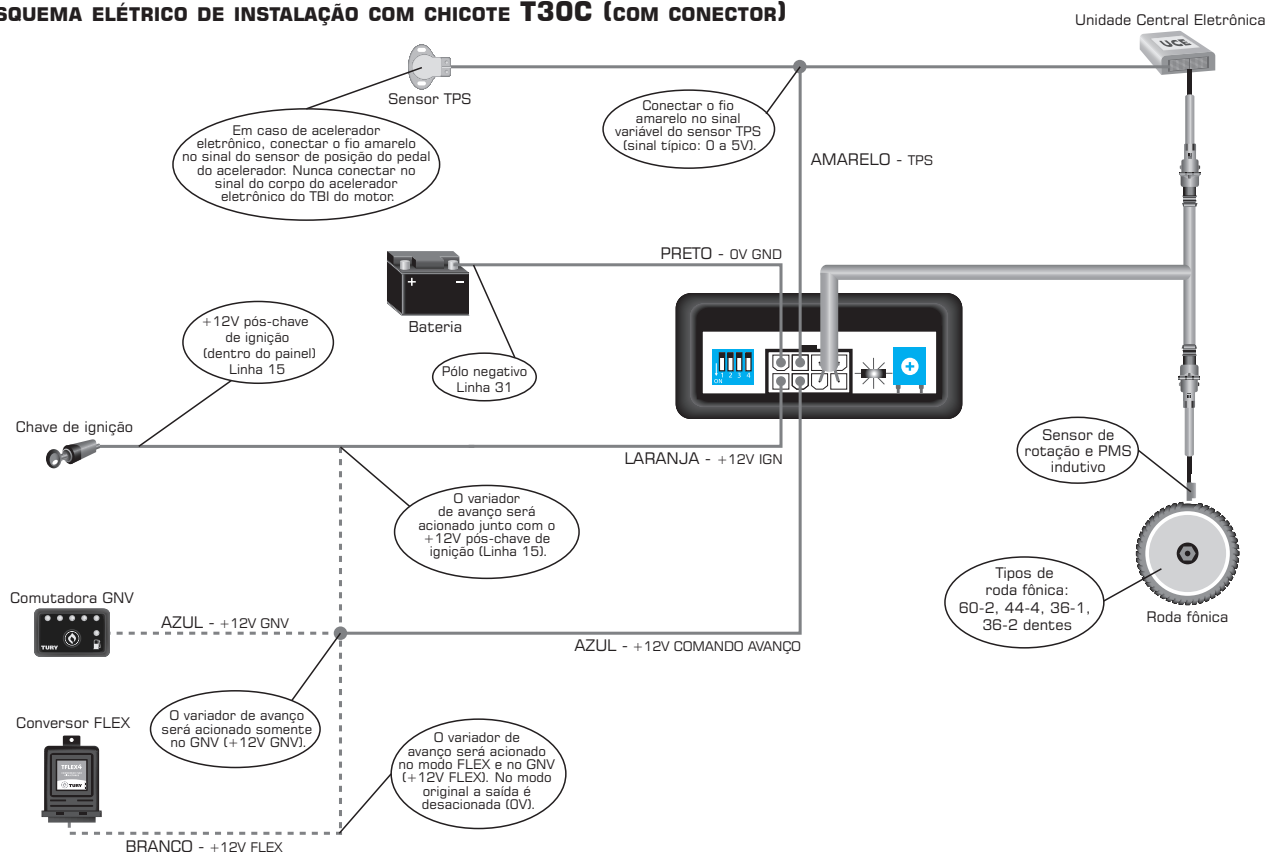 SQUEMA ELÉTRICO DE INSTALAÇÃO COM CHICOTE T30C (COM CONECTOR)
Unidade Central Eletrônica
UCE
Sensor TPS
Em caso de acelerador
eletrônico, conectar o fio amarelo
no sinal do sensor de posição do pedal
do acelerador. Nunca conectar no
sinal do corpo do acelerador
eletrônico do TBI do motor.
Conectar o fio
amarelo no sinal
variável do sensor TPS
(sinal típico: 0 a 5V).
AMARELO - TPS
PRETO - 0V GND
+ −
Bateria
+12V pós-chave
de ignição
(dentro do painel)
Linha 15
Pólo negativo
Linha 31
1 2 3 4
ON
Chave de ignição
LARANJA - +12V IGN
Sensor de
rotação e PMS
indutivo
O variador
de avanço será
acionado junto com o
+12V pós-chave de
ignição (Linha 15).
Tipos de
roda fônica:
60-2, 44-4, 36-1,
36-2 dentes
Roda fônica
Comutadora GNV
TURY
AZUL - +12V GNV
AZUL - +12V COMANDO AVANÇO
Conversor FLEX
TFLEX4
TURY
O variador de avanço
será acionado somente
no GNV (+12V GNV).
O variador de
avanço será acionado
no modo FLEX e no GNV
(+12V FLEX). No modo
original a saída é
desacionada (0V).
BRANCO - +12V FLEX